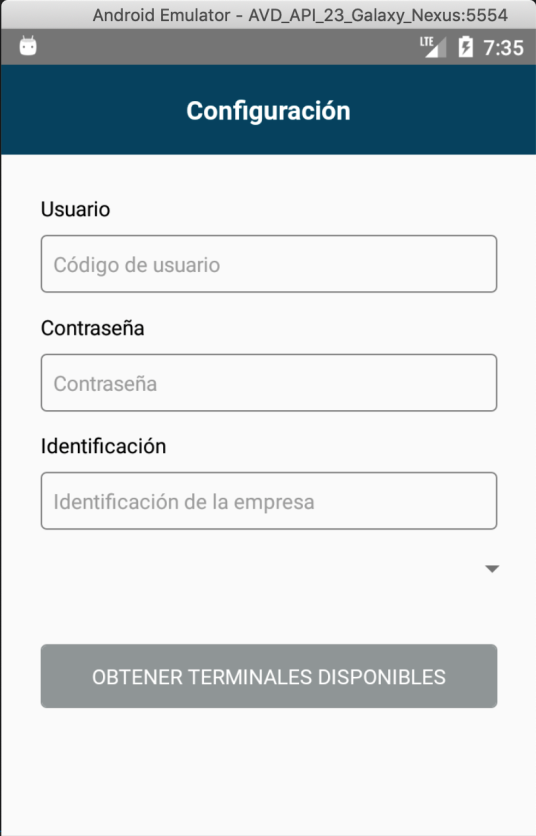 Android Emulator - AVD_API_23_Galaxy_Nexus:5554
LTE 7:35
Configuración
Usuario
Código de usuario
Contraseña
Contraseña
Identificación
Identificación de la empresa
OBTENER TERMINALES DISPONIBLES